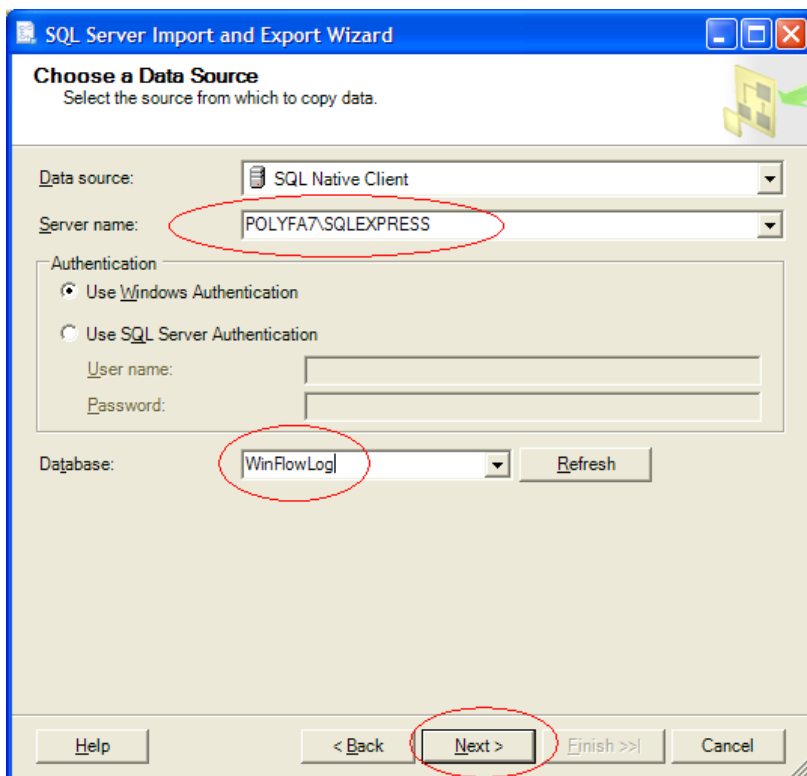 SQL Server Import and Export Wizard
Choose a Data Source
Select the source from which to copy data.
Data source: SQL Native Client
Server name: POLYFA7\SQLEXPRESS
Authentication
Use Windows Authentication
Use SQL Server Authentication
User name:
Password:
Database: WinFlowLog Refresh
Help < Back Next > Finish >>| Cancel